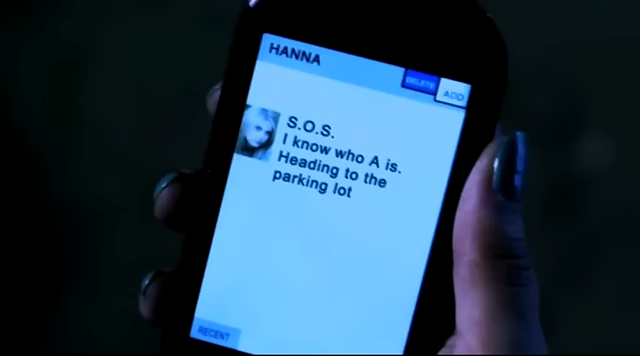 HANNA
DELETE
ADD
S.O.S.
I know who A is.
Heading to the
parking lot
RECENT